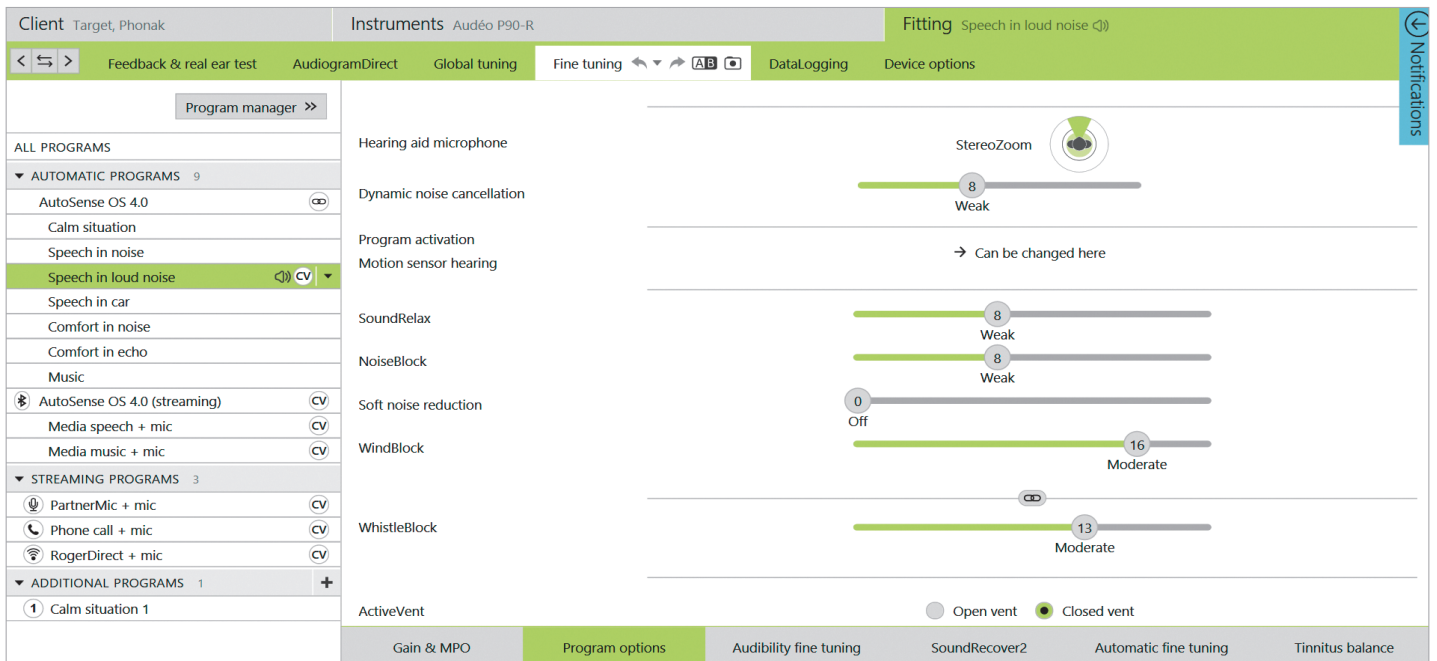 Client Target, Phonak
Instruments Audéo P90-R
Fitting Speech in loud noise
Notifications
Feedback & real ear test
AudiogramDirect
Global tuning
Fine tuning
AB
DataLogging
Device options
Program manager
ALL PROGRAMS
AUTOMATIC PROGRAMS 9
AutoSense OS 4.0
Calm situation
Speech in noise
Speech in loud noise CV
Speech in car
Comfort in noise
Comfort in echo
Music
AutoSense OS 4.0 (streaming) CV
Media speech + mic CV
Media music + mic CV
STREAMING PROGRAMS 3
PartnerMic + mic CV
Phone call + mic CV
RogerDirect + mic CV
ADDITIONAL PROGRAMS 1 +
1 Calm situation 1
Hearing aid microphone
StereoZoom
Dynamic noise cancellation
8
Weak
Program activation
Motion sensor hearing
→ Can be changed here
SoundRelax
8
Weak
NoiseBlock
8
Weak
Soft noise reduction
0
Off
WindBlock
16
Moderate
WhistleBlock
13
Moderate
ActiveVent
Open vent
Closed vent
Gain & MPO
Program options
Audibility fine tuning
SoundRecover2
Automatic fine tuning
Tinnitus balance